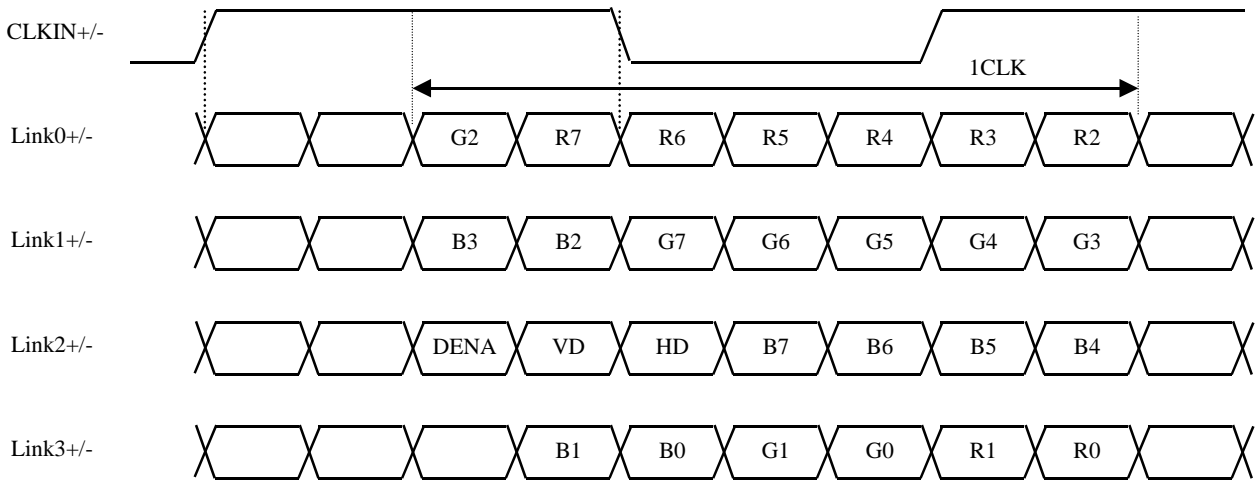 CLKIN+/-
1CLK
Link0+/- G2 R7 R6 R5 R4 R3 R2
Link1+/- B3 B2 G7 G6 G5 G4 G3
Link2+/- DENA VD HD B7 B6 B5 B4
Link3+/- B1 B0 G1 G0 R1 R0